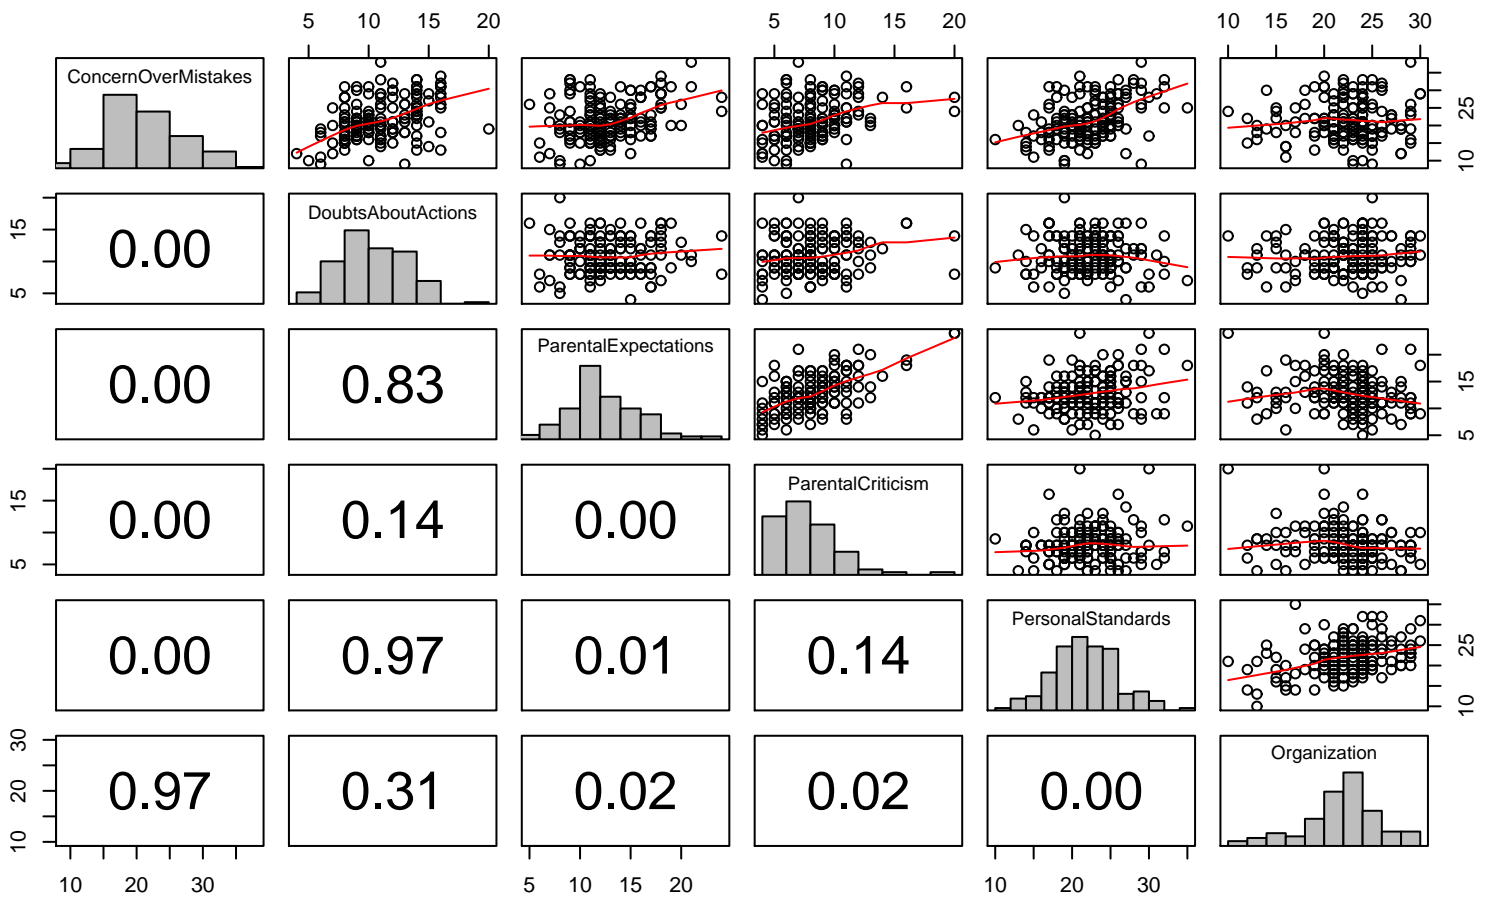 5 10 20 5 10 15 20 10 15 20 25 30
ConcernOverMistakes
10 25
0.00 DoubtsAboutActions
5 15
0.00 0.83 ParentalExpectations
5 15
0.00 0.14 0.00 ParentalCriticism
5 15
0.00 0.97 0.01 0.14 PersonalStandards
10 25
0.97 0.31 0.02 0.02 0.00 Organization
10 20 30
10 20 30 5 10 15 20 10 20 30